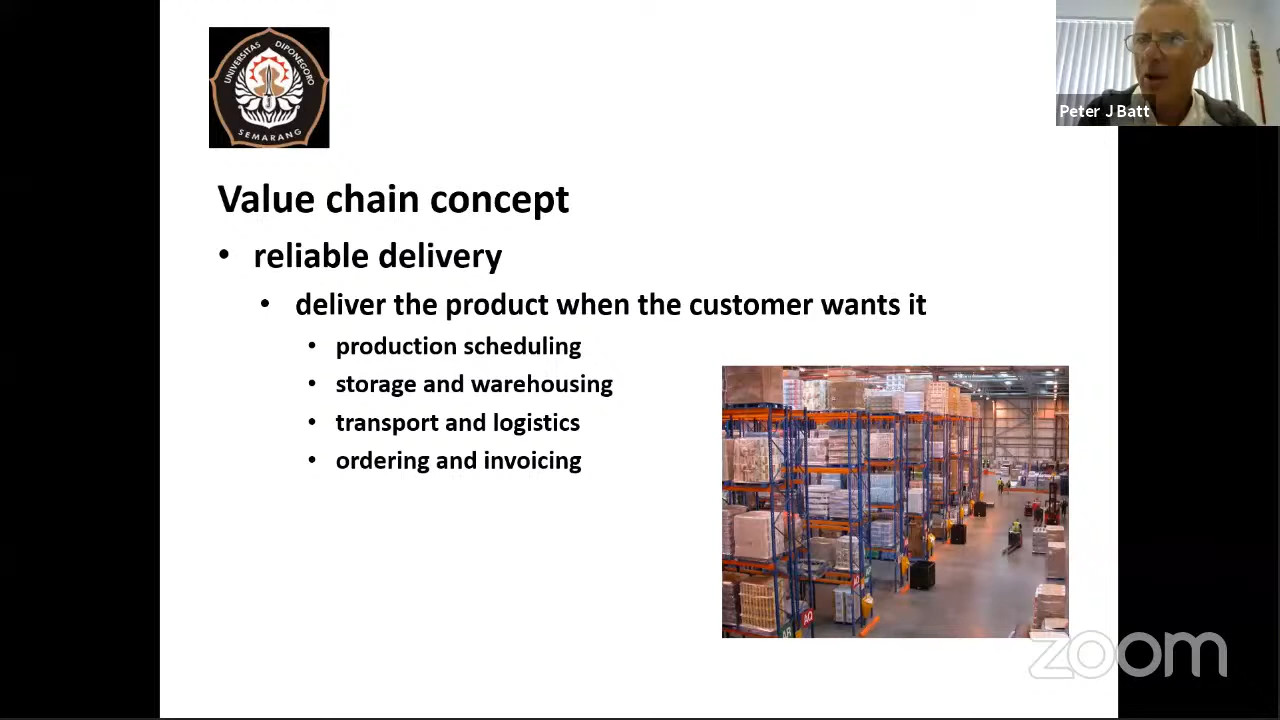 UNIVERSITAS DIPONEGORO
SEMARANG
Peter J Batt
Value chain concept
• reliable delivery
• deliver the product when the customer wants it
• production scheduling
• storage and warehousing
• transport and logistics
• ordering and invoicing
AQ
zoom